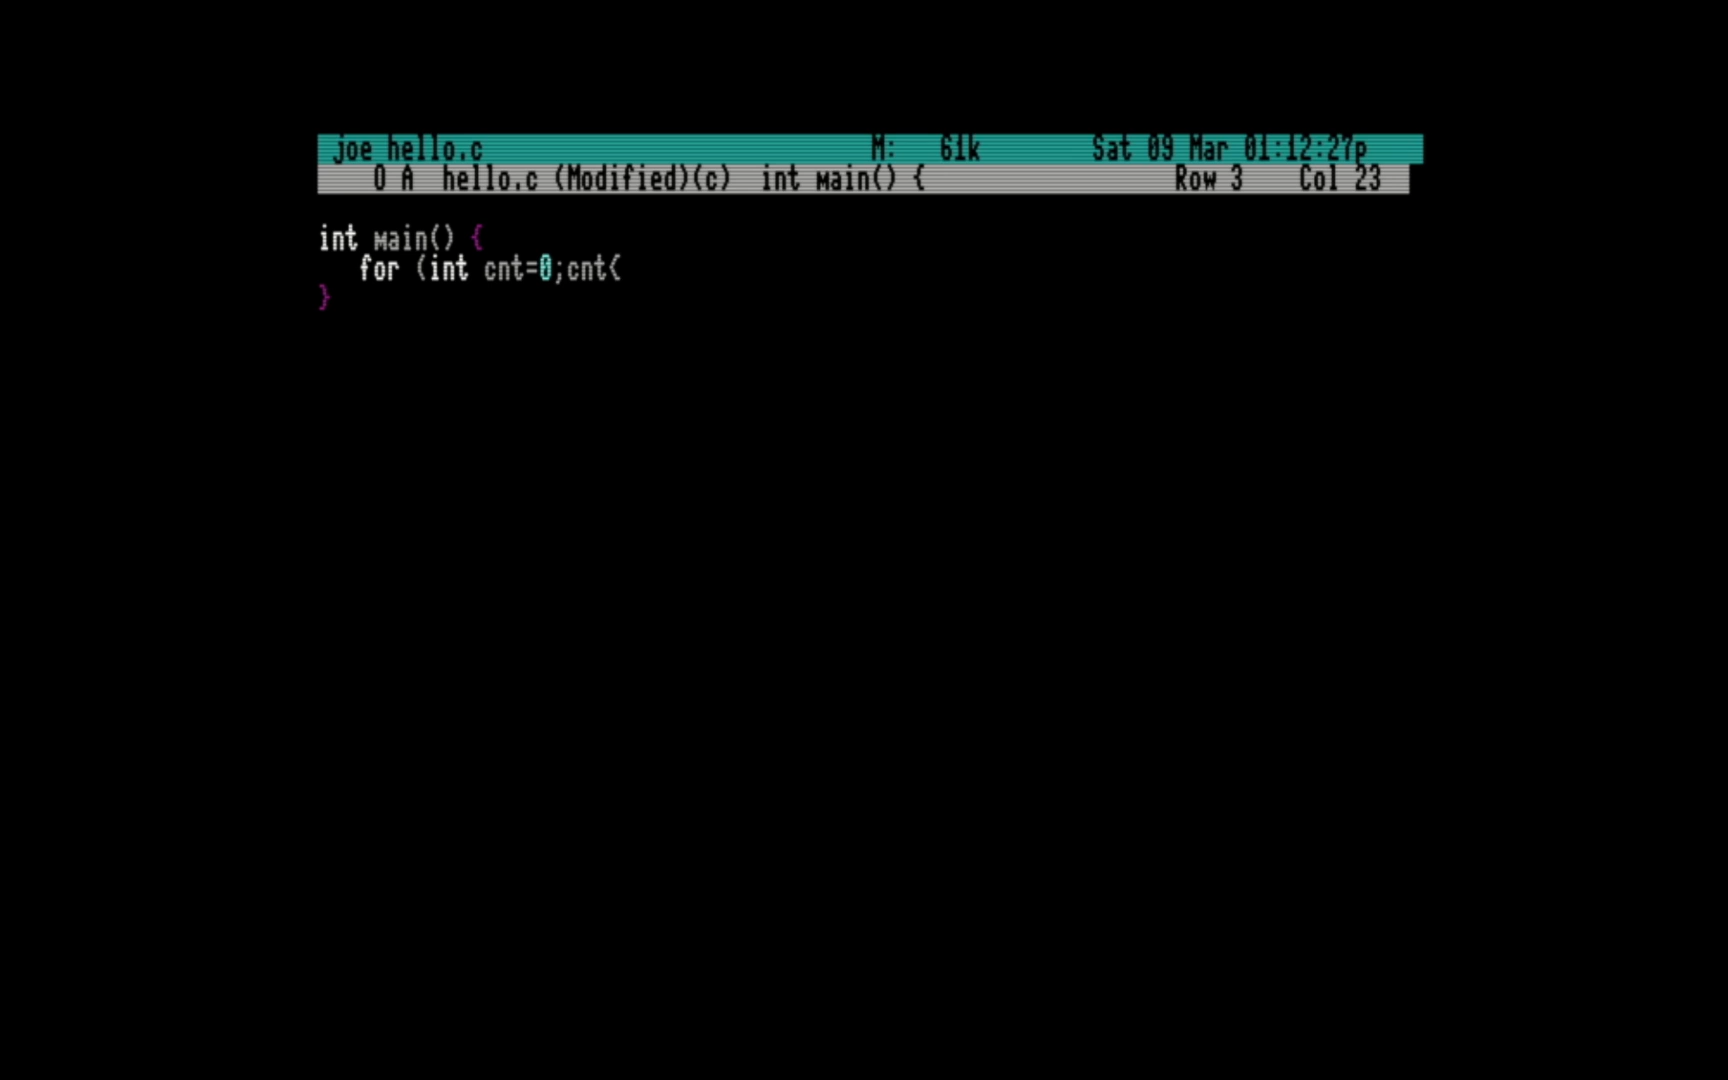 joe hello.c M: 61k Sat 09 Mar 01:12:27p
O A hello.c (Modified)(c) int main() { Row 3 Col 23
int main() {
for (int cnt=0;cnt<
}